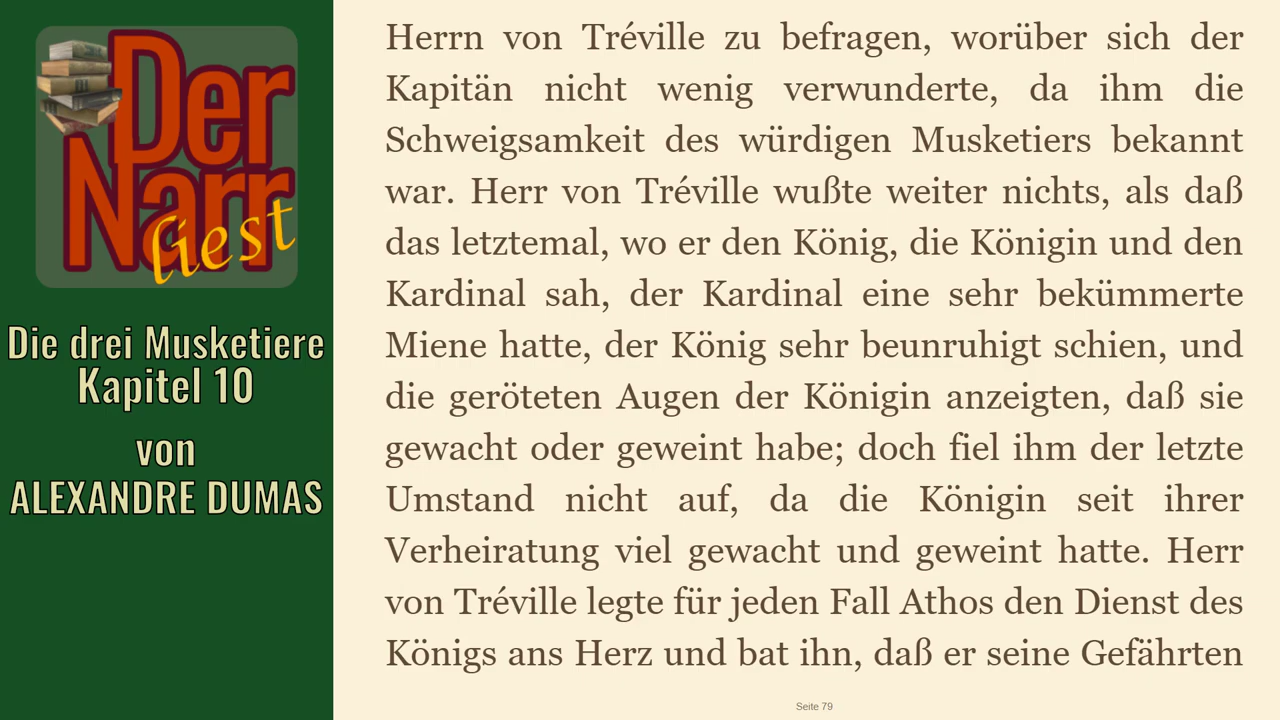 Der
Narr
liest
Die drei Musketiere
Kapitel 10
von
ALEXANDRE DUMAS
Herrn von Tréville zu befragen, worüber sich der
Kapitän nicht wenig verwunderte, da ihm die
Schweigsamkeit des würdigen Musketiers bekannt
war. Herr von Tréville wußte weiter nichts, als daß
das letztemal, wo er den König, die Königin und den
Kardinal sah, der Kardinal eine sehr bekümmerte
Miene hatte, der König sehr beunruhigt schien, und
die geröteten Augen der Königin anzeigten, daß sie
gewacht oder geweint habe; doch fiel ihm der letzte
Umstand nicht auf, da die Königin seit ihrer
Verheiratung viel gewacht und geweint hatte. Herr
von Tréville legte für jeden Fall Athos den Dienst des
Königs ans Herz und bat ihn, daß er seine Gefährten
Seite 79